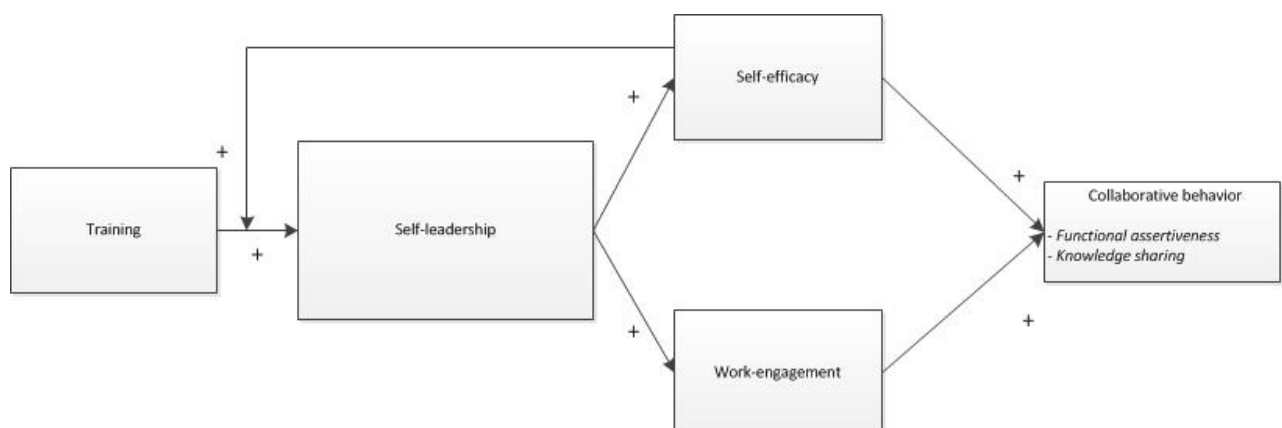 Self-efficacy
+
+
Training
+
Self-leadership
+
Collaborative behavior
- Functional assertiveness
- Knowledge sharing
+
+
Work-engagement